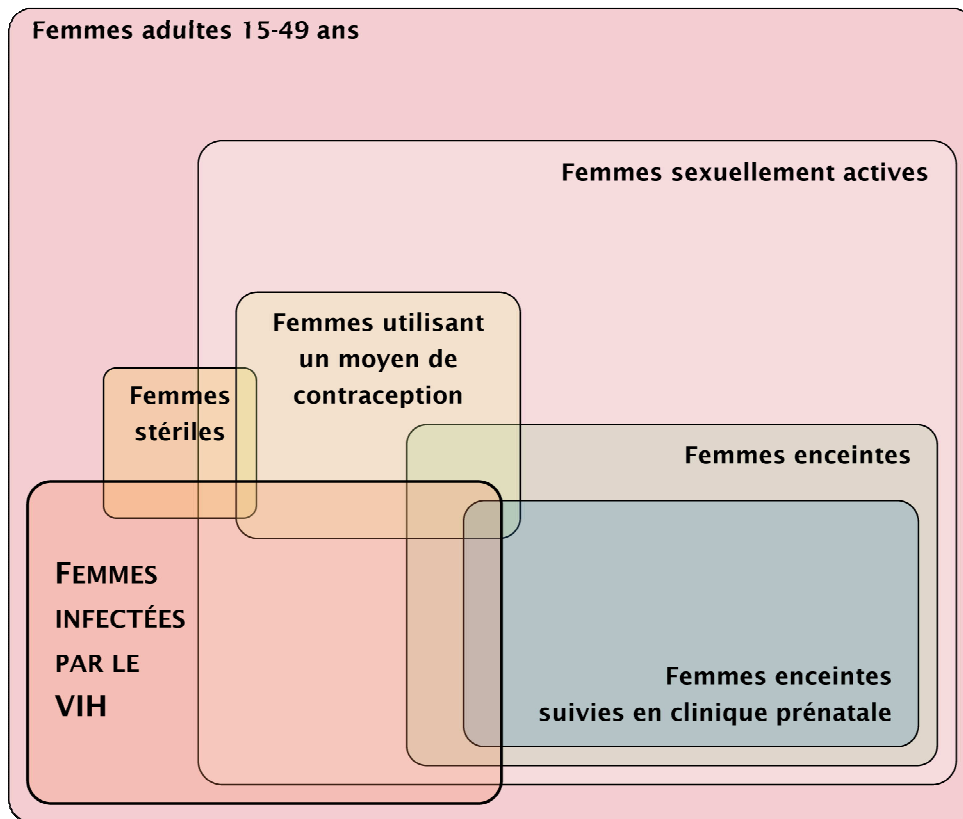 Femmes adultes 15-49 ans
Femmes sexuellement actives
Femmes utilisant
un moyen de
contraception
Femmes
stériles
Femmes enceintes
FEMMES
INFECTÉES
PAR LE
VIH
Femmes enceintes
suivies en clinique prénatale